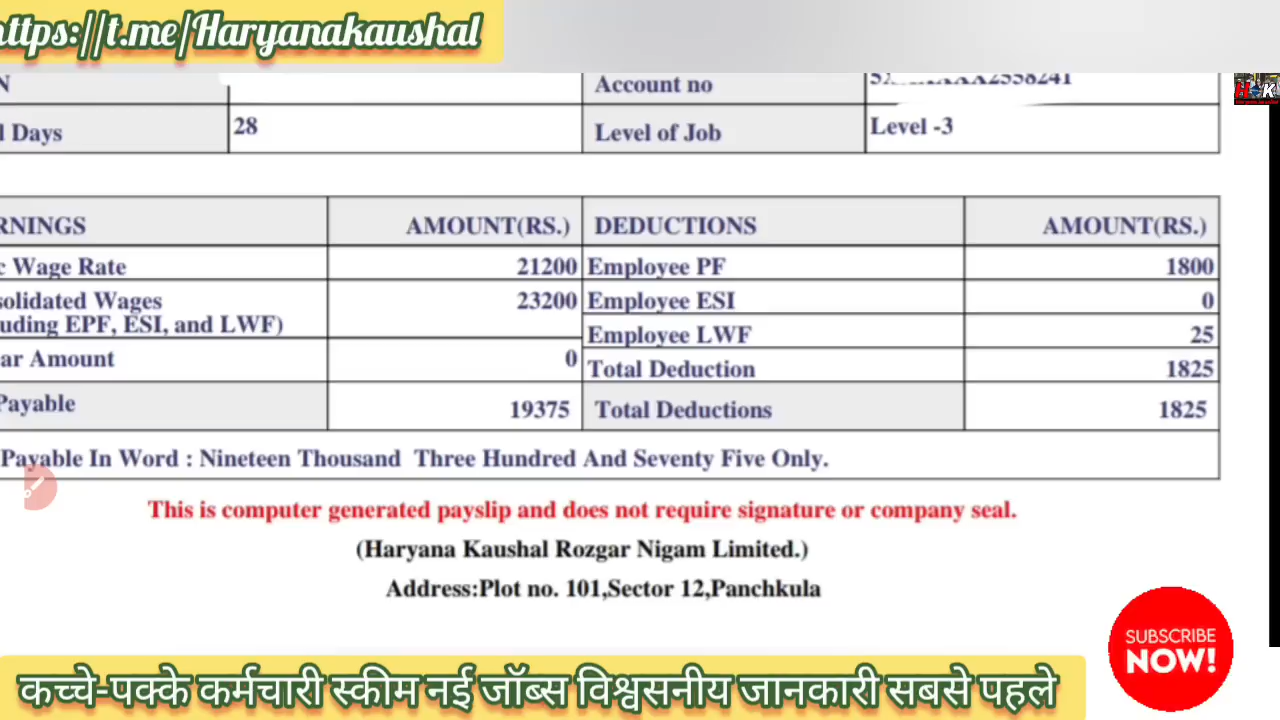 https://t.me/Haryanakaushal
N
Account no
l Days
28
Level of Job
Level -3
RNINGS
AMOUNT(RS.)
DEDUCTIONS
AMOUNT(RS.)
c Wage Rate
21200
Employee PF
1800
solidated Wages
uding EPF, ESI, and LWF)
23200
Employee ESI
0
Employee LWF
25
ar Amount
0
Total Deduction
1825
Payable
19375
Total Deductions
1825
Payable In Word : Nineteen Thousand Three Hundred And Seventy Five Only.
This is computer generated payslip and does not require signature or company seal.
(Haryana Kaushal Rozgar Nigam Limited.)
Address:Plot no. 101,Sector 12,Panchkula
SUBSCRIBE
NOW!
कच्चे-पक्के कर्मचारी स्कीम नई जॉब्स विश्वसनीय जानकारी सबसे पहले